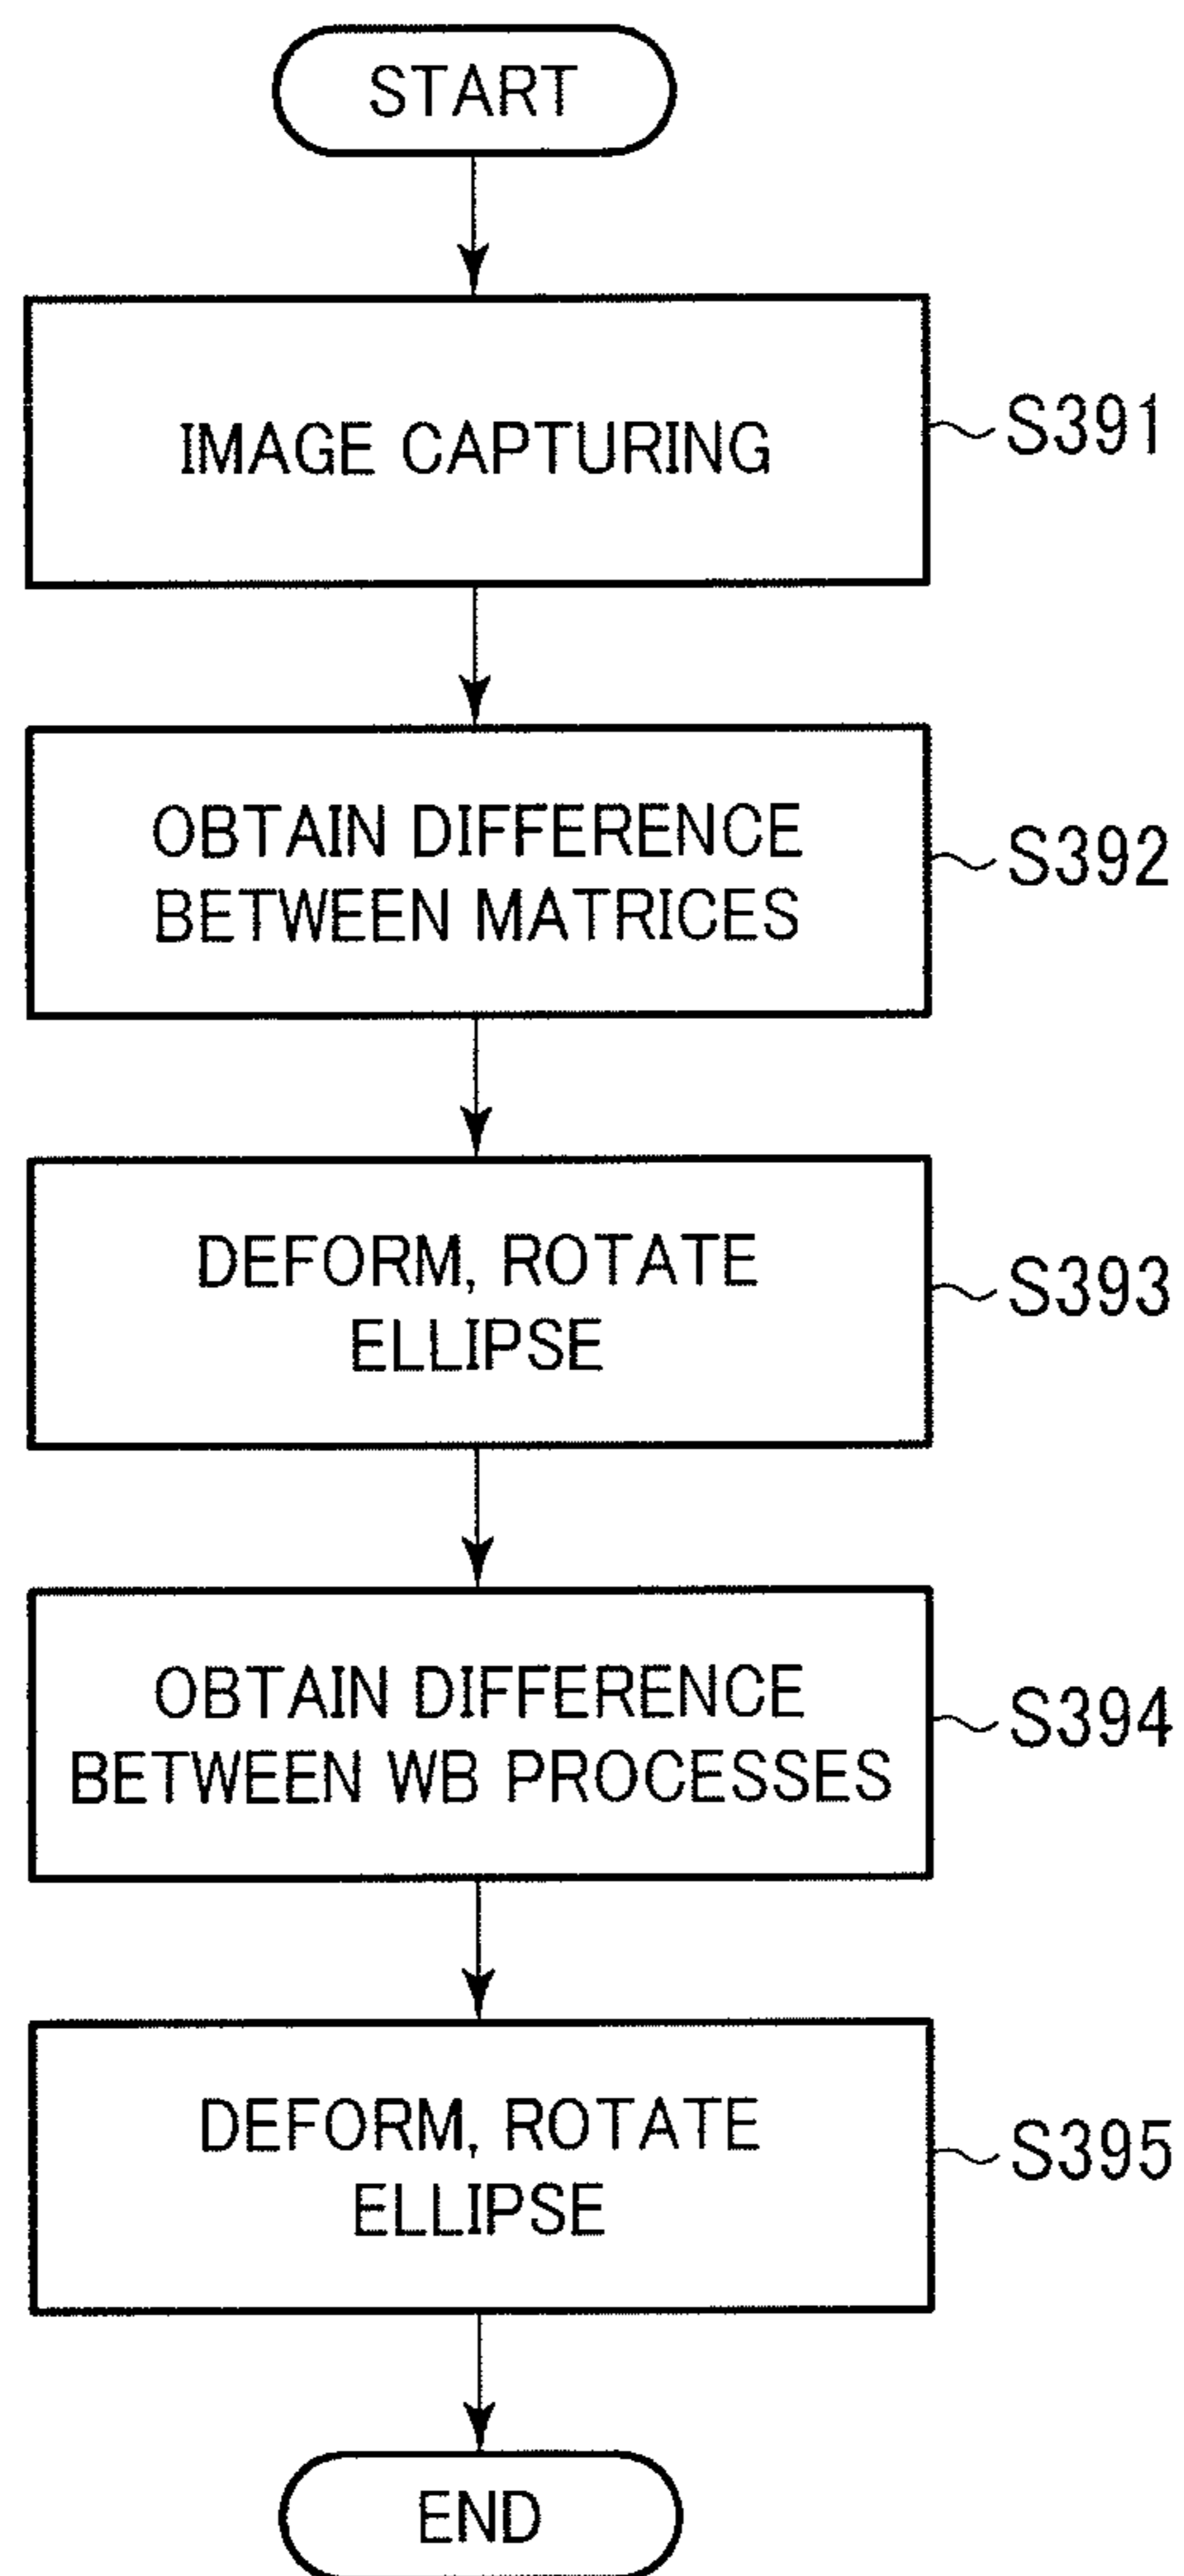 START
IMAGE CAPTURING
S391
OBTAIN DIFFERENCE
BETWEEN MATRICES
S392
DEFORM, ROTATE
ELLIPSE
S393
OBTAIN DIFFERENCE
BETWEEN WB PROCESSES
S394
DEFORM, ROTATE
ELLIPSE
S395
END